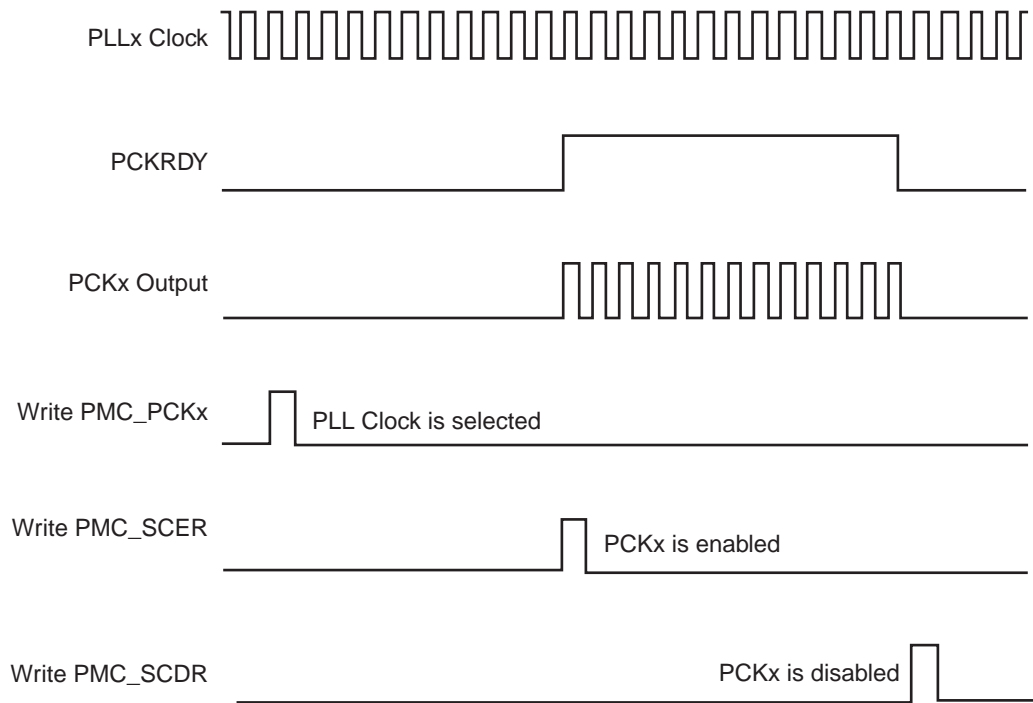 PLLx Clock
PCKRDY
PCKx Output
Write PMC_PCKx
PLL Clock is selected
Write PMC_SCER
PCKx is enabled
Write PMC_SCDR
PCKx is disabled